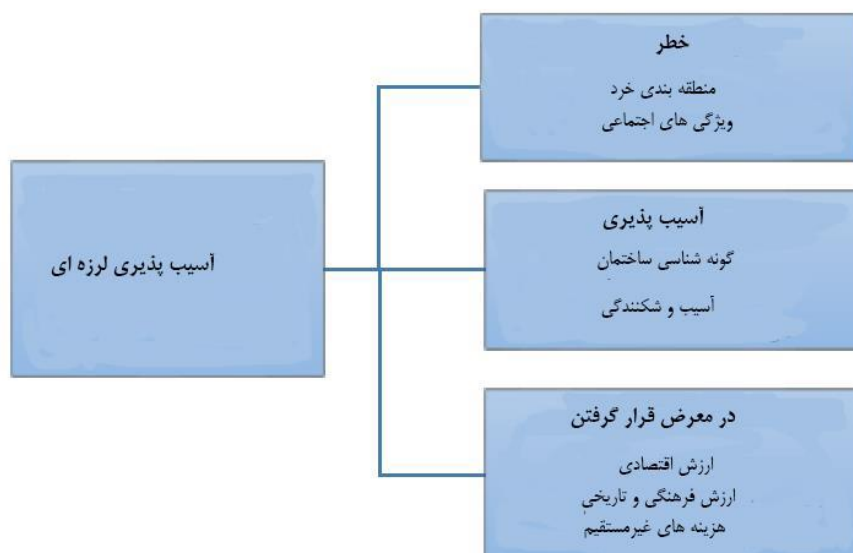 خطر
منطقه بندی خرد
ویژگی های اجتماعی
آسیب پذیری لرزه ای
آسیب پذیری
گونه شناسی ساختمان
آسیب و شکنندگی
در معرض قرار گرفتن
ارزش اقتصادی
ارزش فرهنگی و تاریخی
هزینه های غیرمستقیم